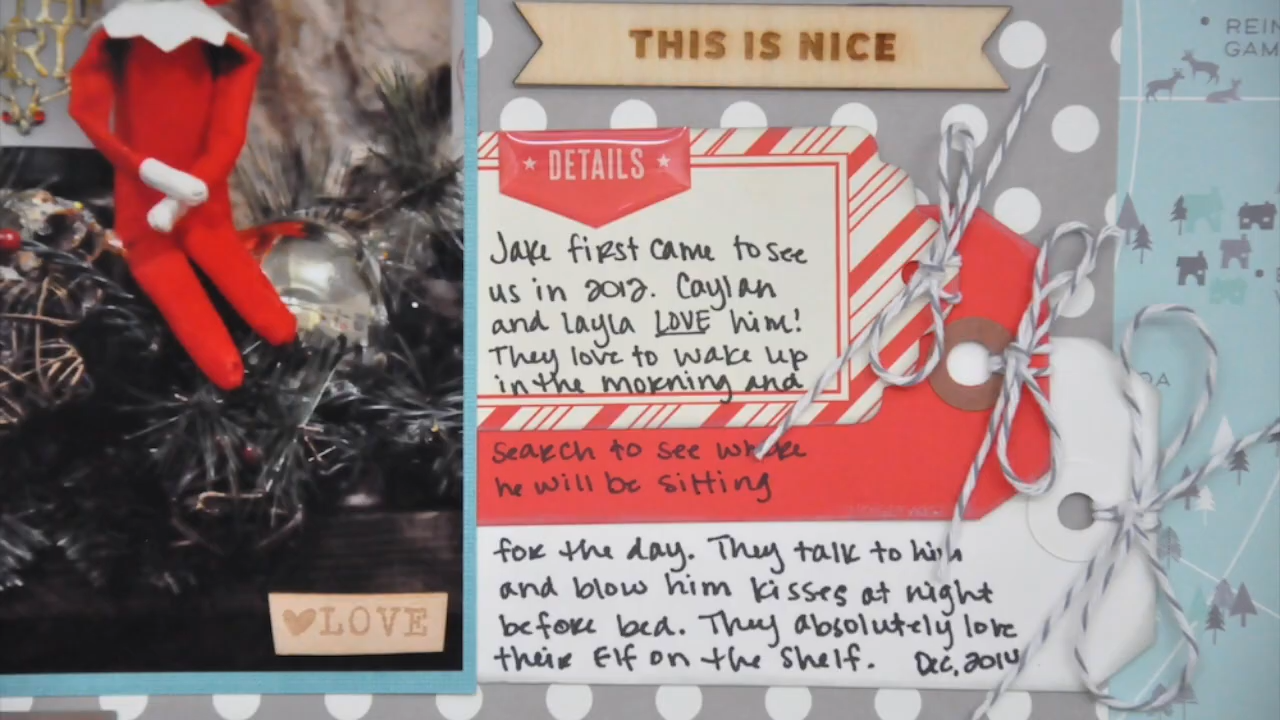 THIS IS NICE
REIN
GAM
DETAILS
Jake first came to see
us in 2012. Caylan
and Layla LOVE him!
They love to wake up
in the morning and
search to see where
he will be sitting
for the day. They talk to him
and blow him kisses at night
before bed. They absolutely love
their Elf on the Shelf. Dec, 2014
LOVE